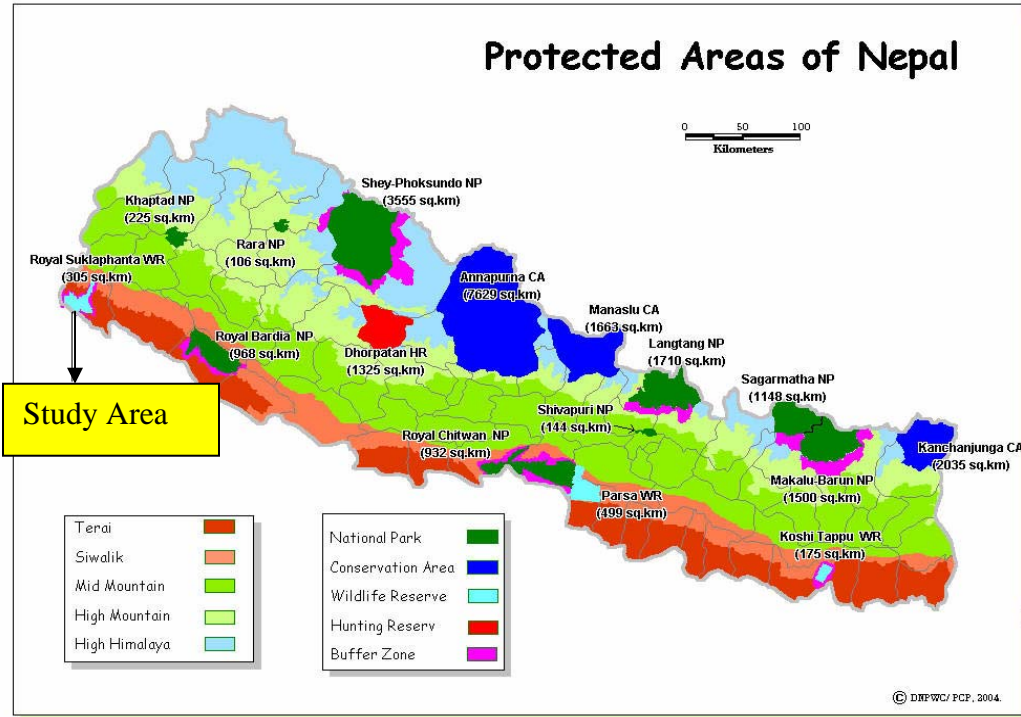 Protected Areas of Nepal
0 50 100
Kilometers
Shey-Phoksundo NP
(3555 sq.km)
Khaptad NP
(225 sq.km)
Rara NP
(106 sq.km)
Royal Suklaphanta WR
(305 sq.km)
Annapurna CA
(7629 sq.km)
Manaslu CA
(1663 sq.km)
Langtang NP
(1710 sq.km)
Royal Bardia NP
(968 sq.km)
Dhorpatan HR
(1325 sq.km)
Sagarmatha NP
(1148 sq.km)
Study Area
Shivapuri NP
(144 sq.km)
Royal Chitwan NP
(932 sq.km)
Kanchanjunga CA
(2035 sq.km)
Makalu-Barun NP
(1500 sq.km)
Parsa WR
(499 sq.km)
Koshi Tappu WR
(175 sq.km)
Terai
Siwalik
Mid Mountain
High Mountain
High Himalaya
National Park
Conservation Area
Wildlife Reserve
Hunting Reserv
Buffer Zone
© DNPWC/ PCP, 2004.